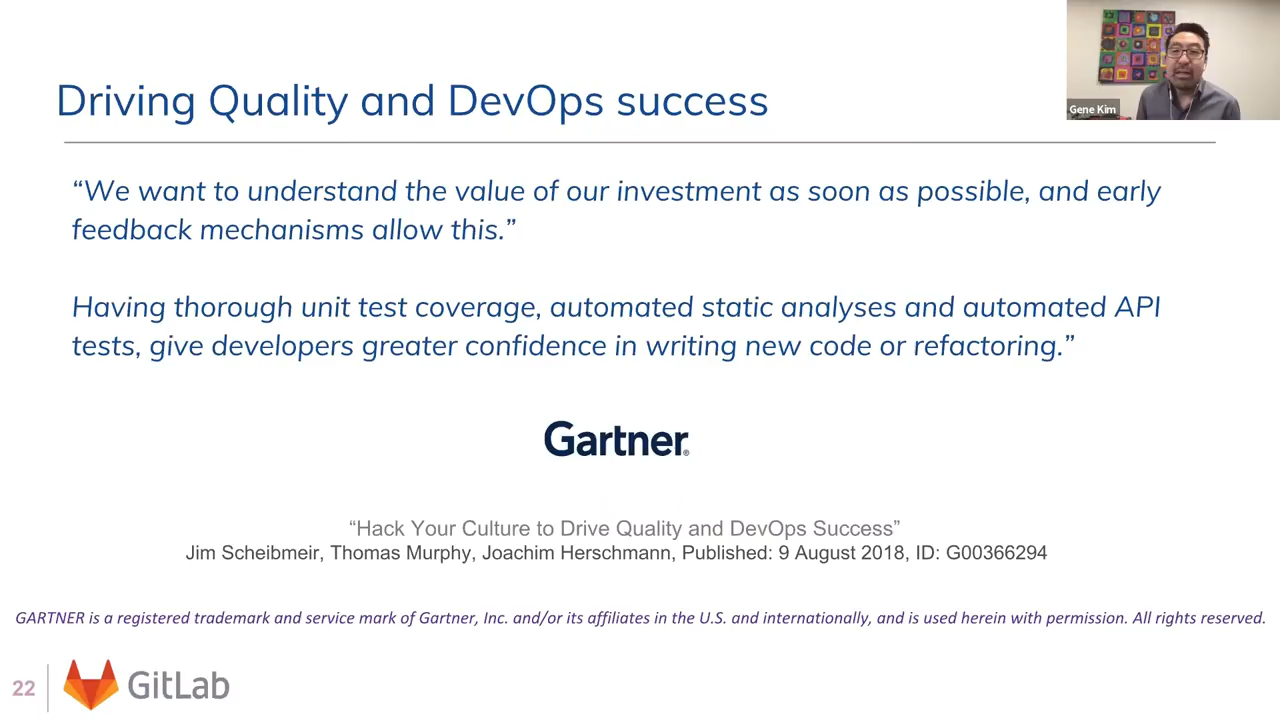 Gene Kim
Driving Quality and DevOps success
“We want to understand the value of our investment as soon as possible, and early
feedback mechanisms allow this.”
Having thorough unit test coverage, automated static analyses and automated API
tests, give developers greater confidence in writing new code or refactoring.”
Gartner®
“Hack Your Culture to Drive Quality and DevOps Success”
Jim Scheibmeir, Thomas Murphy, Joachim Herschmann, Published: 9 August 2018, ID: G00366294
GARTNER is a registered trademark and service mark of Gartner, Inc. and/or its affiliates in the U.S. and internationally, and is used herein with permission. All rights reserved.
22
GitLab